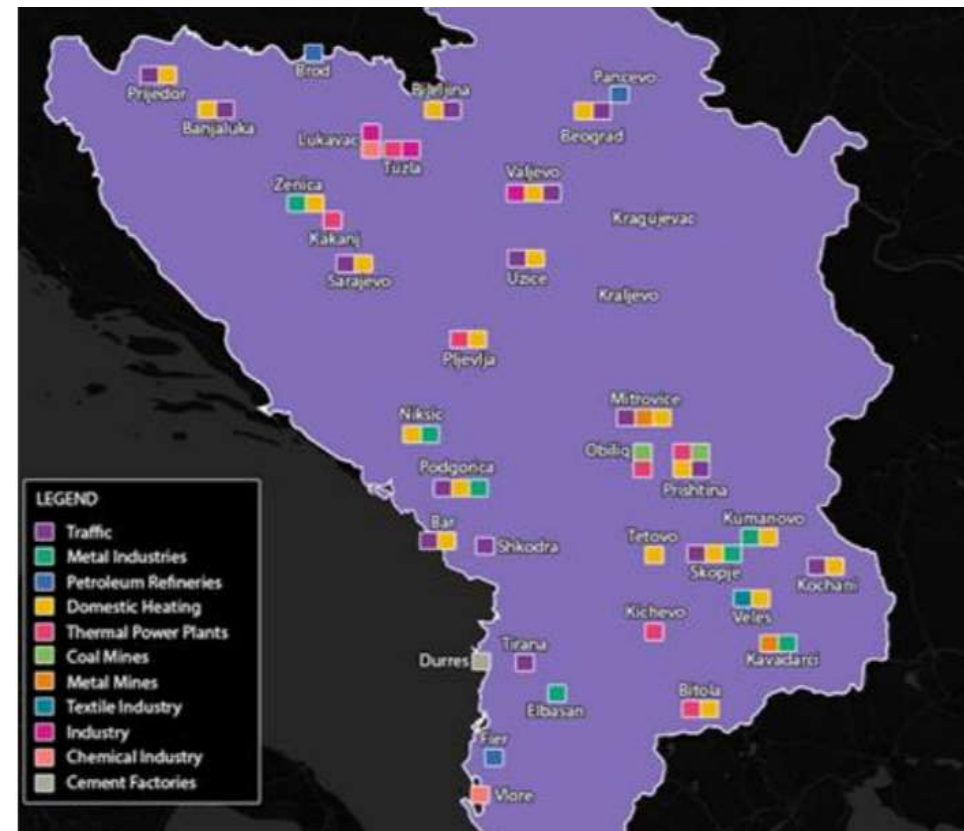 Brod
Prijedor
Bijeljina
Pancevo
Banjaluka
Beograd
Lukavac
Tuzla
Valjevo
Zenica
Kragujevac
Kakanj
Sarajevo
Uzice
Kraljevo
Pljevlja
Mitrovice
Niksic
Obiliq
Podgorica
Prishtina
LEGEND
Traffic
Metal Industries
Petroleum Refineries
Domestic Heating
Thermal Power Plants
Coal Mines
Metal Mines
Textile Industry
Industry
Chemical Industry
Cement Factories
Bar
Shkodra
Tetovo
Kumanovo
Skopje
Kochani
Kichevo
Veles
Tirana
Durres
Kavadarci
Elbasan
Bitola
Fier
Vlore